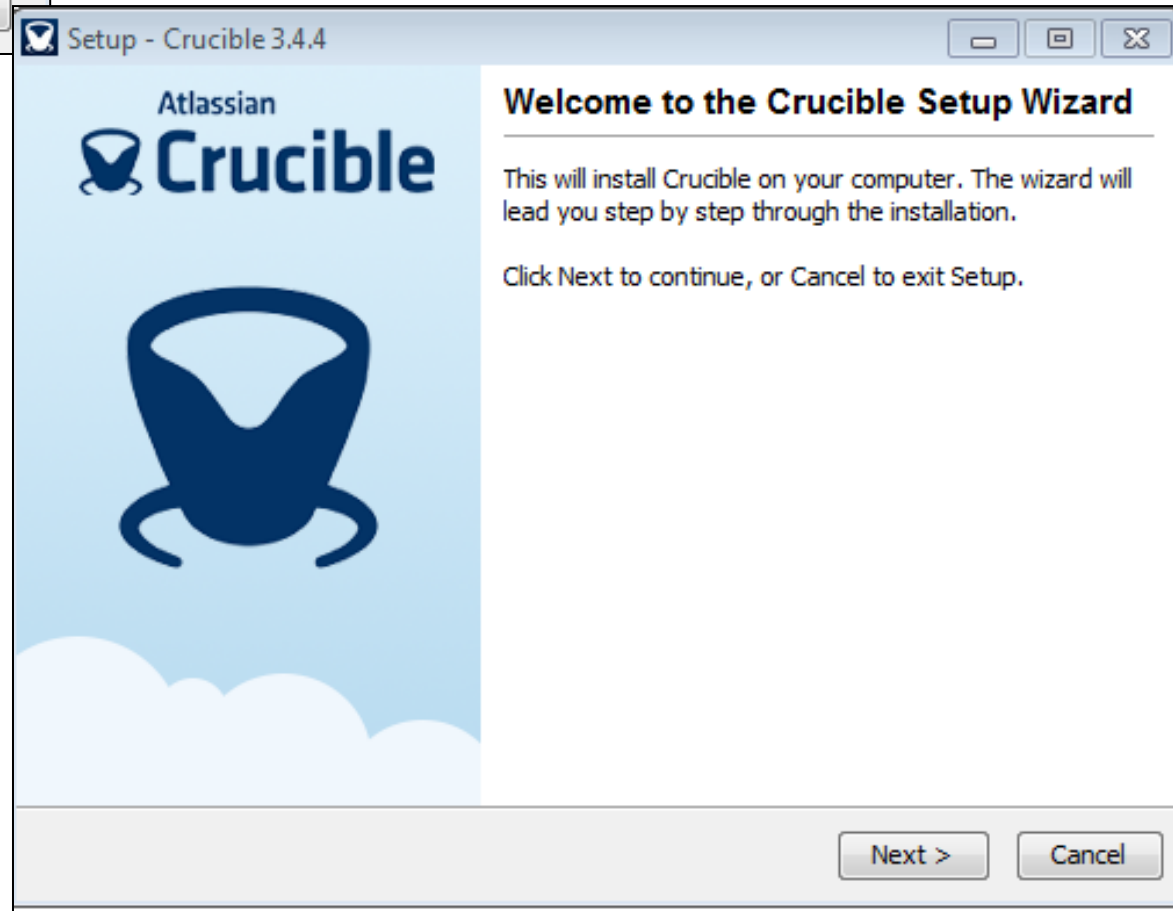 Setup - Crucible 3.4.4
Atlassian
Crucible
Welcome to the Crucible Setup Wizard
This will install Crucible on your computer. The wizard will
lead you step by step through the installation.
Click Next to continue, or Cancel to exit Setup.
Next >
Cancel